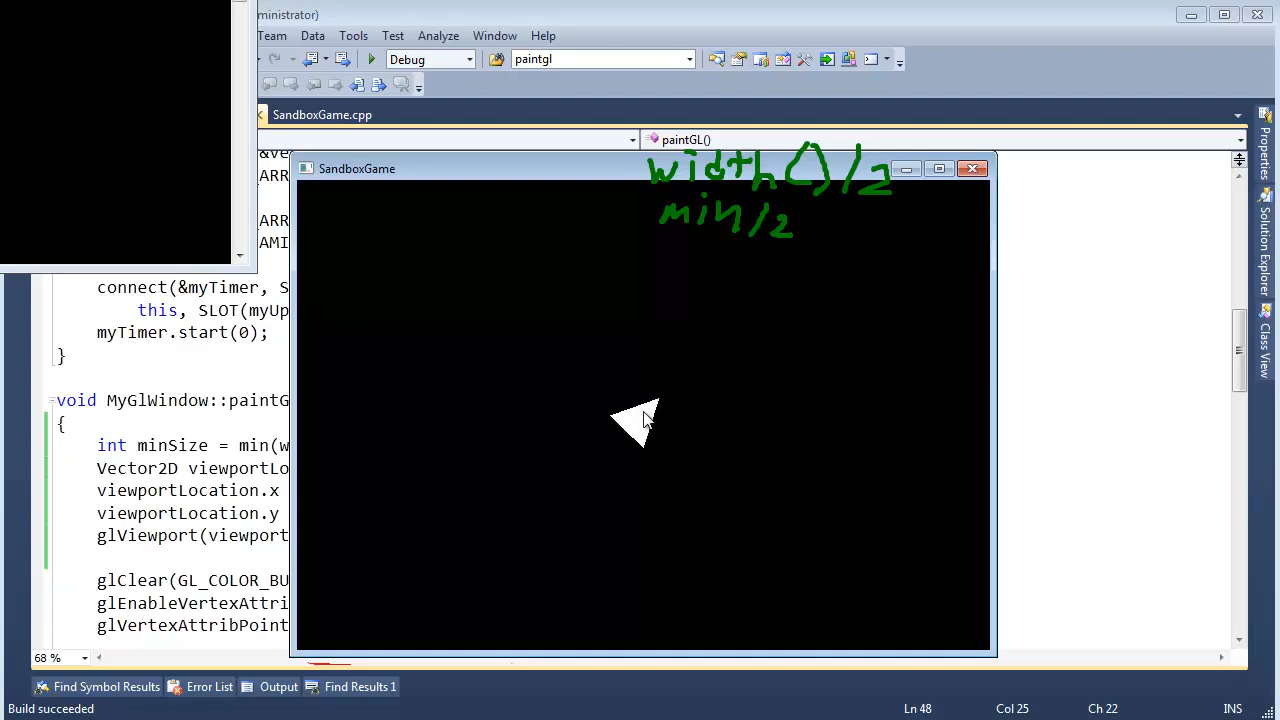 ministrator)
Team Data Tools Test Analyze Window Help
Debug paintgl
SandboxGame.cpp
paintGL()
width()/2
SandboxGame
min/2
ARR
AMI
connect(&myTimer, S
this, SLOT(myUp
myTimer.start(0);
}
void MyGlWindow::paintG
{
int minSize = min(w
Vector2D viewportLo
viewportLocation.x
viewportLocation.y
glViewport(viewport
glClear(GL_COLOR_BU
glEnableVertexAttri
glVertexAttribPoint
68 %
Find Symbol Results Error List Output Find Results 1
Build succeeded Ln 48 Col 25 Ch 22 INS
Properties
Solution Explorer
Class View